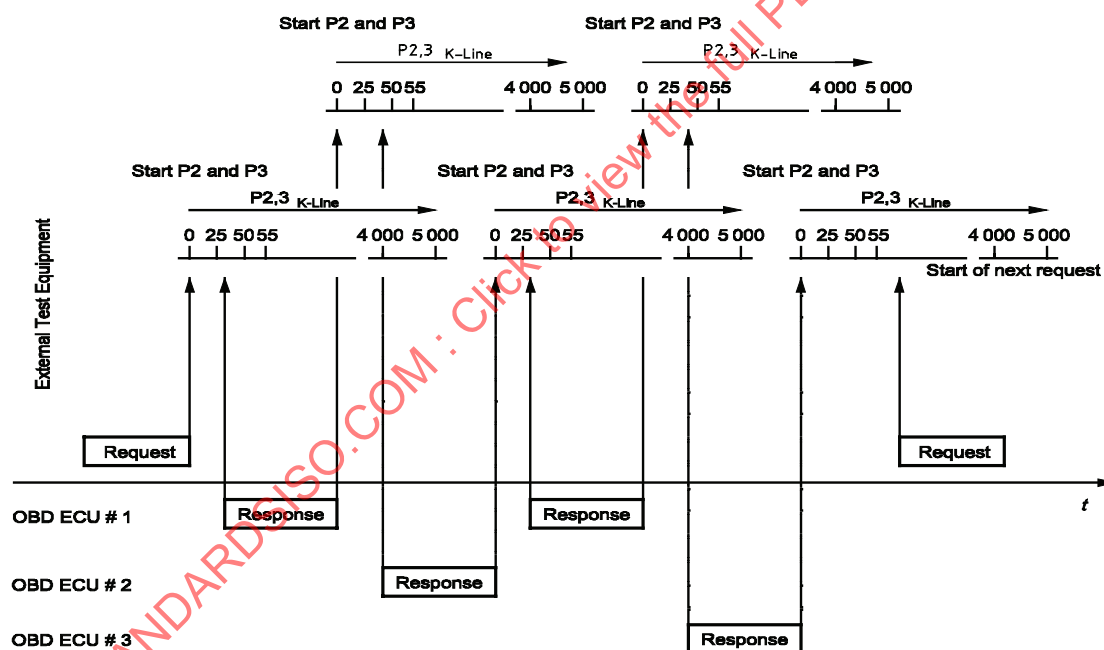 Start P2 and P3 Start P2 and P3
P2,3 K-Line P2,3 K-Line
0 25 50 55 4 000 5 000 0 25 50 55 4 000 5 000
Start P2 and P3 Start P2 and P3 Start P2 and P3
P2,3 K-Line P2,3 K-Line P2,3 K-Line
0 25 50 55 4 000 5 000 0 25 50 55 4 000 5 000 0 25 50 55 4 000 5 000
Start of next request
External Test Equipment
Request Request
t
OBD ECU # 1 Response Response
OBD ECU # 2 Response
OBD ECU # 3 Response
ANDARDSISO.COM : Click to view the full